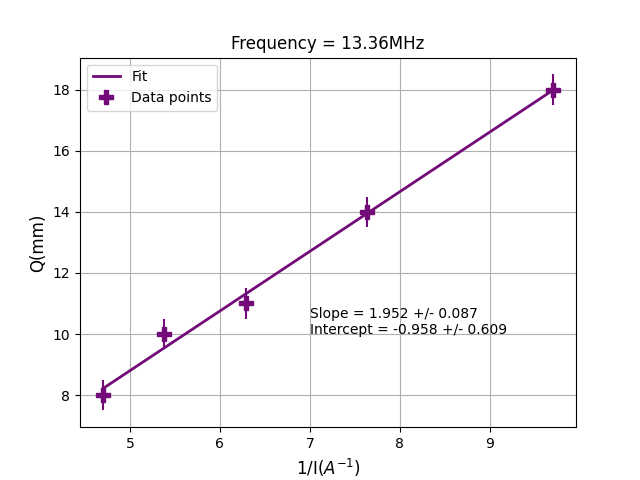 Frequency = 13.36MHz
Fit
Data points
18
16
14
12
10
8
Q(mm)
Slope = 1.952 +/- 0.087
Intercept = -0.958 +/- 0.609
5 6 7 8 9
1/I(A⁻¹)